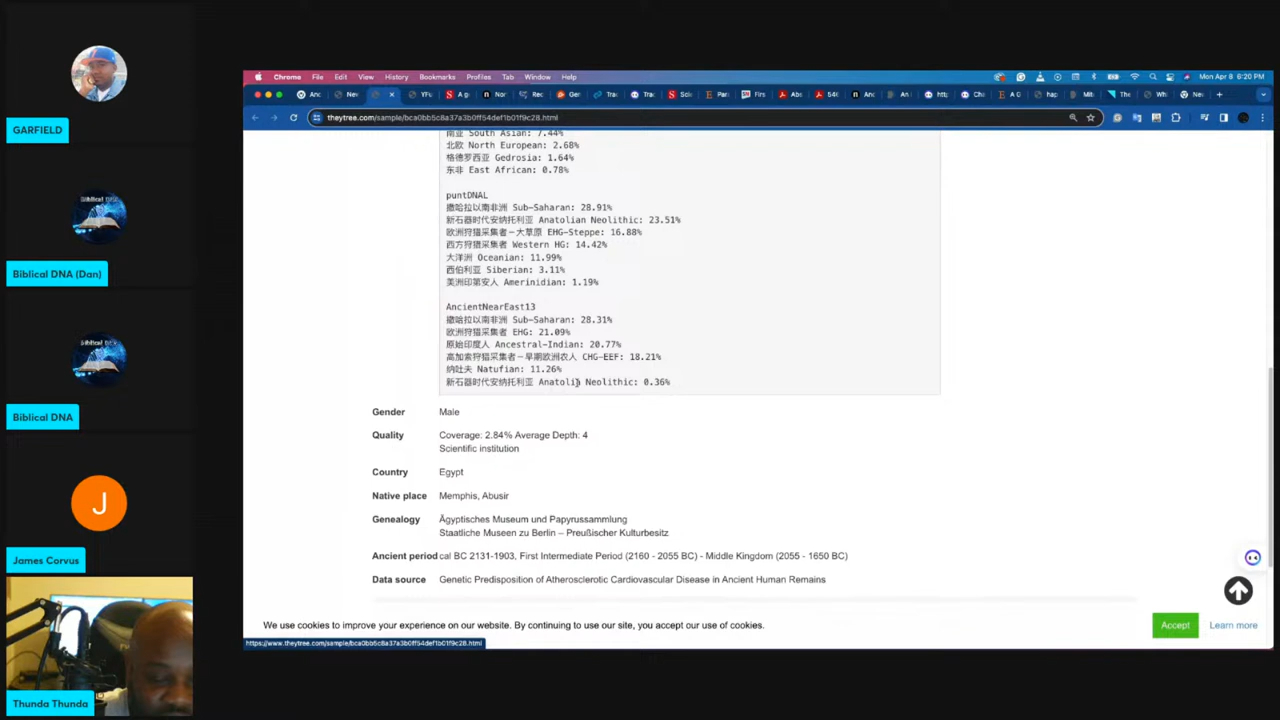 GARFIELD
Biblical DNA (Dan)
Biblical DNA
J
James Corvus
Thunda Thunda
Chrome File Edit View History Bookmarks Profiles Tab Window Help
Mon Apr 8 6:20 PM
theytree.com/sample/bca0bb5c8a37a3b0ff54def1b01f9c28.html
南亚 South Asian: 7.44%
北欧 North European: 2.68%
格德罗西亚 Gedrosia: 1.64%
东非 East African: 0.78%
puntDNAL
撒哈拉以南非洲 Sub-Saharan: 28.91%
新石器时代安纳托利亚 Anatolian Neolithic: 23.51%
欧洲狩猎采集者－大草原 EHG-Steppe: 16.88%
西方狩猎采集者 Western HG: 14.42%
大洋洲 Oceanian: 11.99%
西伯利亚 Siberian: 3.11%
美洲印第安人 Amerinidian: 1.19%
AncientNearEast13
撒哈拉以南非洲 Sub-Saharan: 28.31%
欧洲狩猎采集者 EHG: 21.09%
原始印度人 Ancestral-Indian: 20.77%
高加索狩猎采集者－早期欧洲农人 CHG-EEF: 18.21%
纳吐夫 Natufian: 11.26%
新石器时代安纳托利亚 Anatolia Neolithic: 0.36%
Gender Male
Quality Coverage: 2.84% Average Depth: 4
Scientific institution
Country Egypt
Native place Memphis, Abusir
Genealogy Ägyptisches Museum und Papyrussammlung
Staatliche Museen zu Berlin – Preußischer Kulturbesitz
Ancient period cal BC 2131-1903, First Intermediate Period (2160 - 2055 BC) - Middle Kingdom (2055 - 1650 BC)
Data source Genetic Predisposition of Atherosclerotic Cardiovascular Disease in Ancient Human Remains
We use cookies to improve your experience on our website. By continuing to use our site, you accept our use of cookies.
Accept
Learn more
https://www.theytree.com/sample/bca0bb5c8a37a3b0ff54def1b01f9c28.html